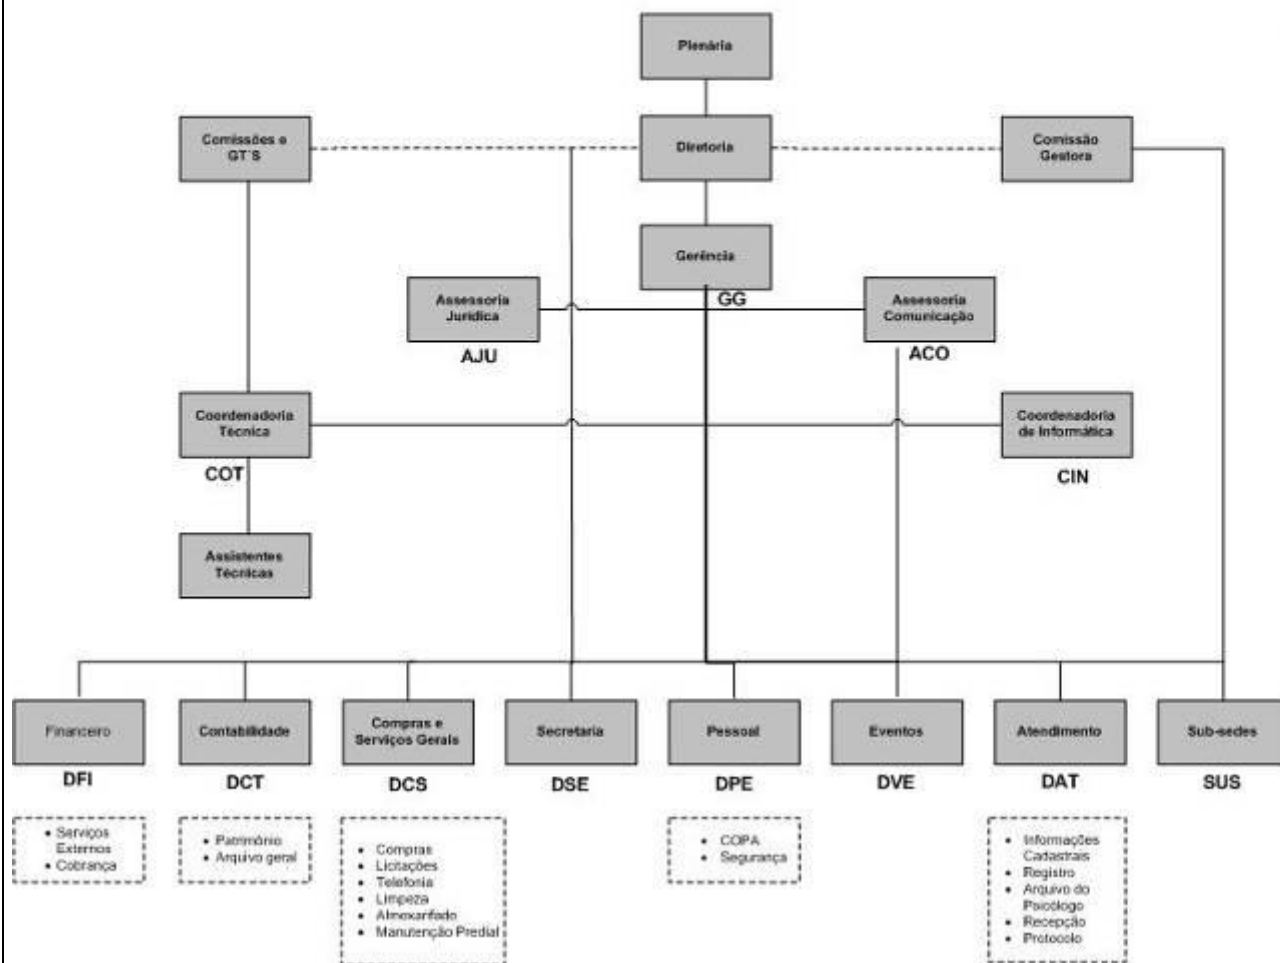 Plenária
Comissões e
GT´S
Diretoria
Comissão
Gestora
Gerência
GG
Assessoria
Jurídica
AJU
Assessoria
Comunicação
ACO
Coordenadoria
Técnica
COT
Coordenadoria
de Informática
CIN
Assistentes
Técnicas
Financeiro
DFI
Contabilidade
DCT
Compras e
Serviços Gerais
DCS
Secretaria
DSE
Pessoal
DPE
Eventos
DVE
Atendimento
DAT
Sub-sedes
SUS
• Serviços
Externos
• Cobrança
• Patrimônio
• Arquivo geral
• Compras
• Licitações
• Telefonia
• Limpeza
• Almoxarifado
• Manutenção Predial
• COPA
• Segurança
• Informações
Cadastrais
• Registro
• Arquivo do
Psicólogo
• Recepção
• Protocolo